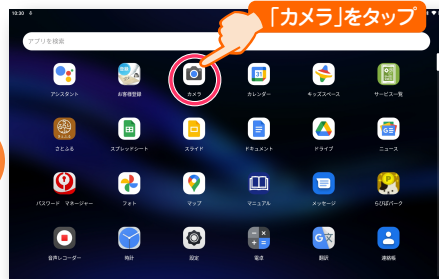 「カメラ」をタップ
10:30
アプリを検索
アシスタント
お客様登録
カメラ
カレンダー
キッズスペース
サービス一覧
さとふる
スプレッドシート
スライド
ドキュメント
ドライブ
ニュース
パスワード マネージャー
フォト
マップ
マニュアル
メッセージ
らびばパーク
音声レコーダー
時計
設定
電卓
翻訳
連絡帳